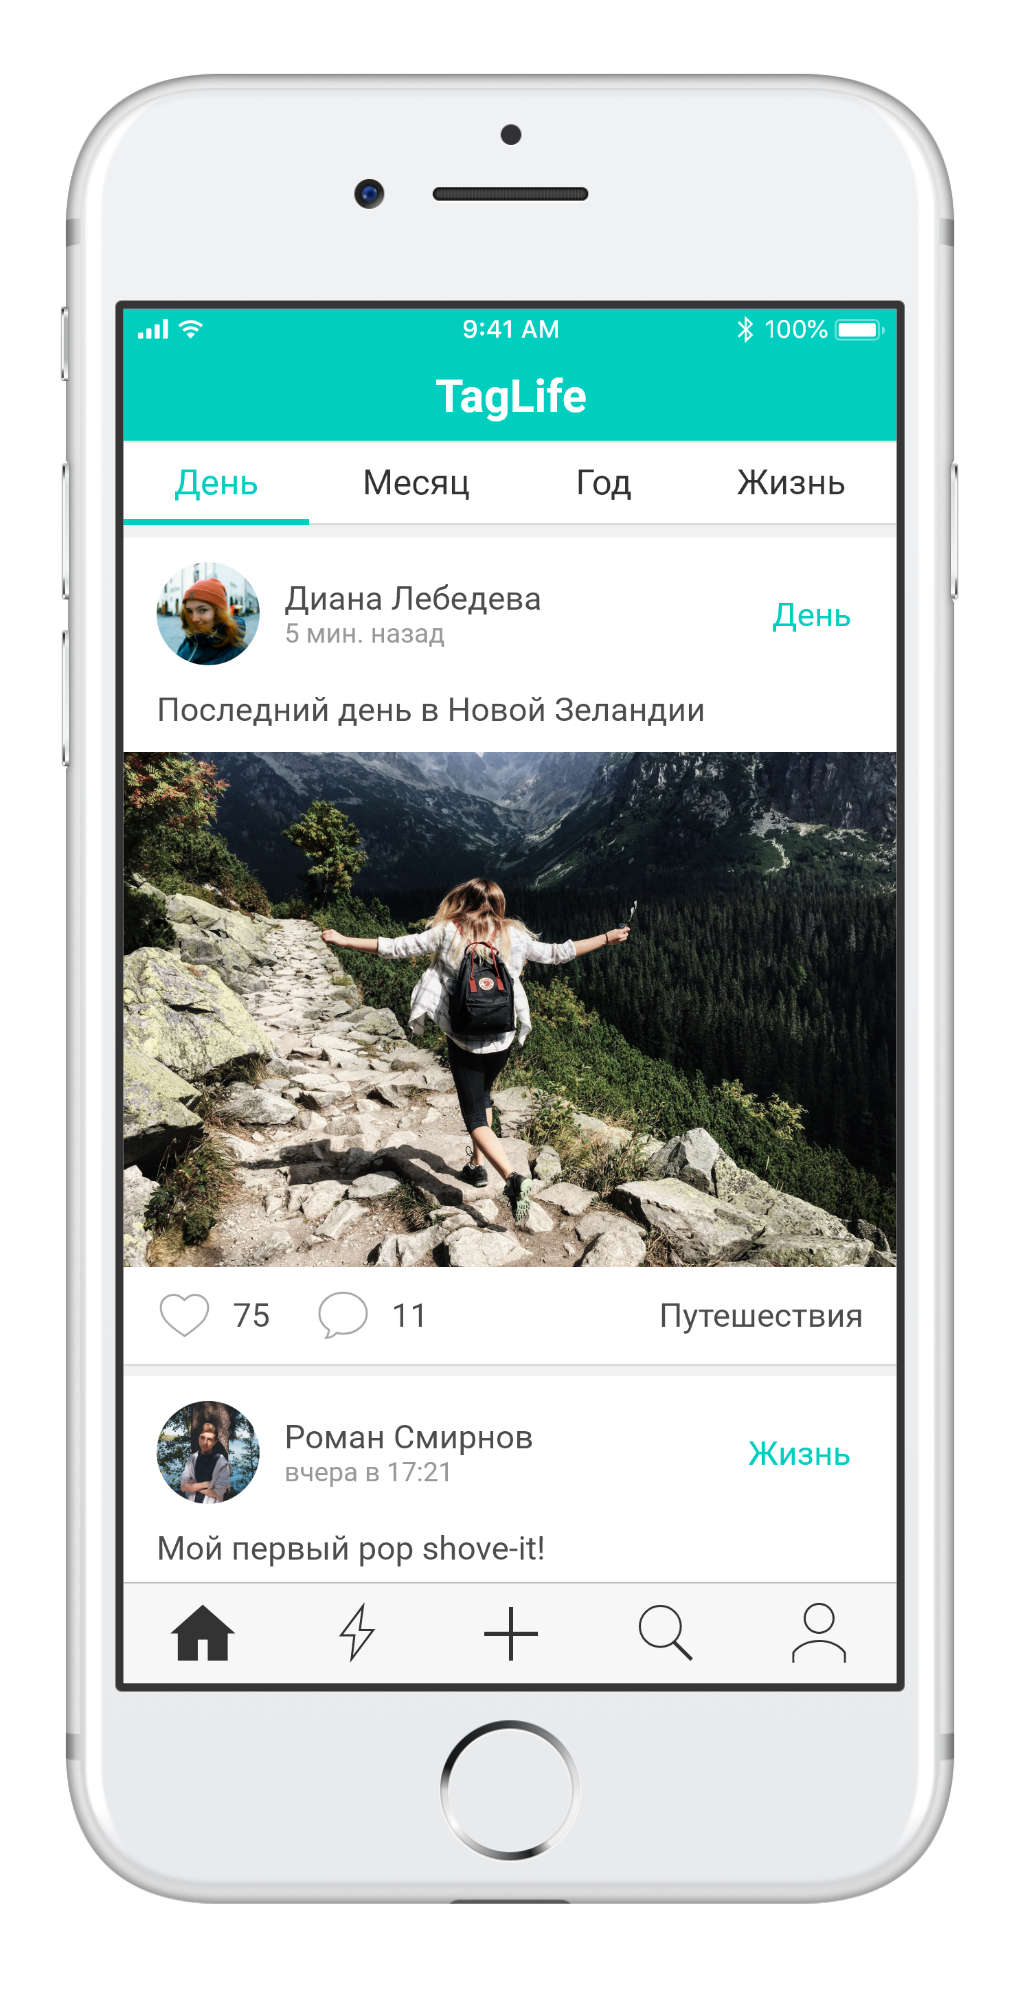 9:41 AM
100%
TagLife
День Месяц Год Жизнь
Диана Лебедева
5 мин. назад
День
Последний день в Новой Зеландии
75 11 Путешествия
Роман Смирнов
вчера в 17:21
Жизнь
Мой первый pop shove-it!